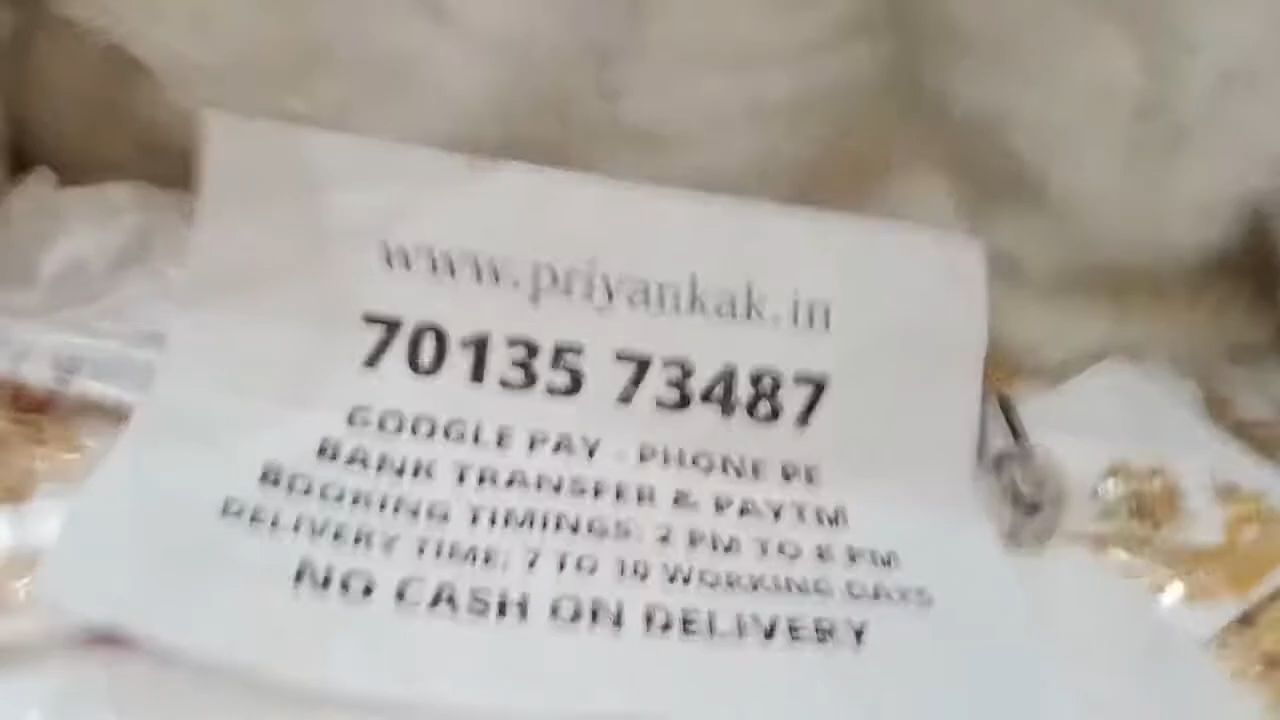 www.priyankak.in
70135 73487
GOOGLE PAY - PHONE PE
BANK TRANSFER & PAYTM
BOOKING TIMINGS: 2 PM TO 8 PM
DELIVERY TIME: 7 TO 10 WORKING DAYS
NO CASH ON DELIVERY